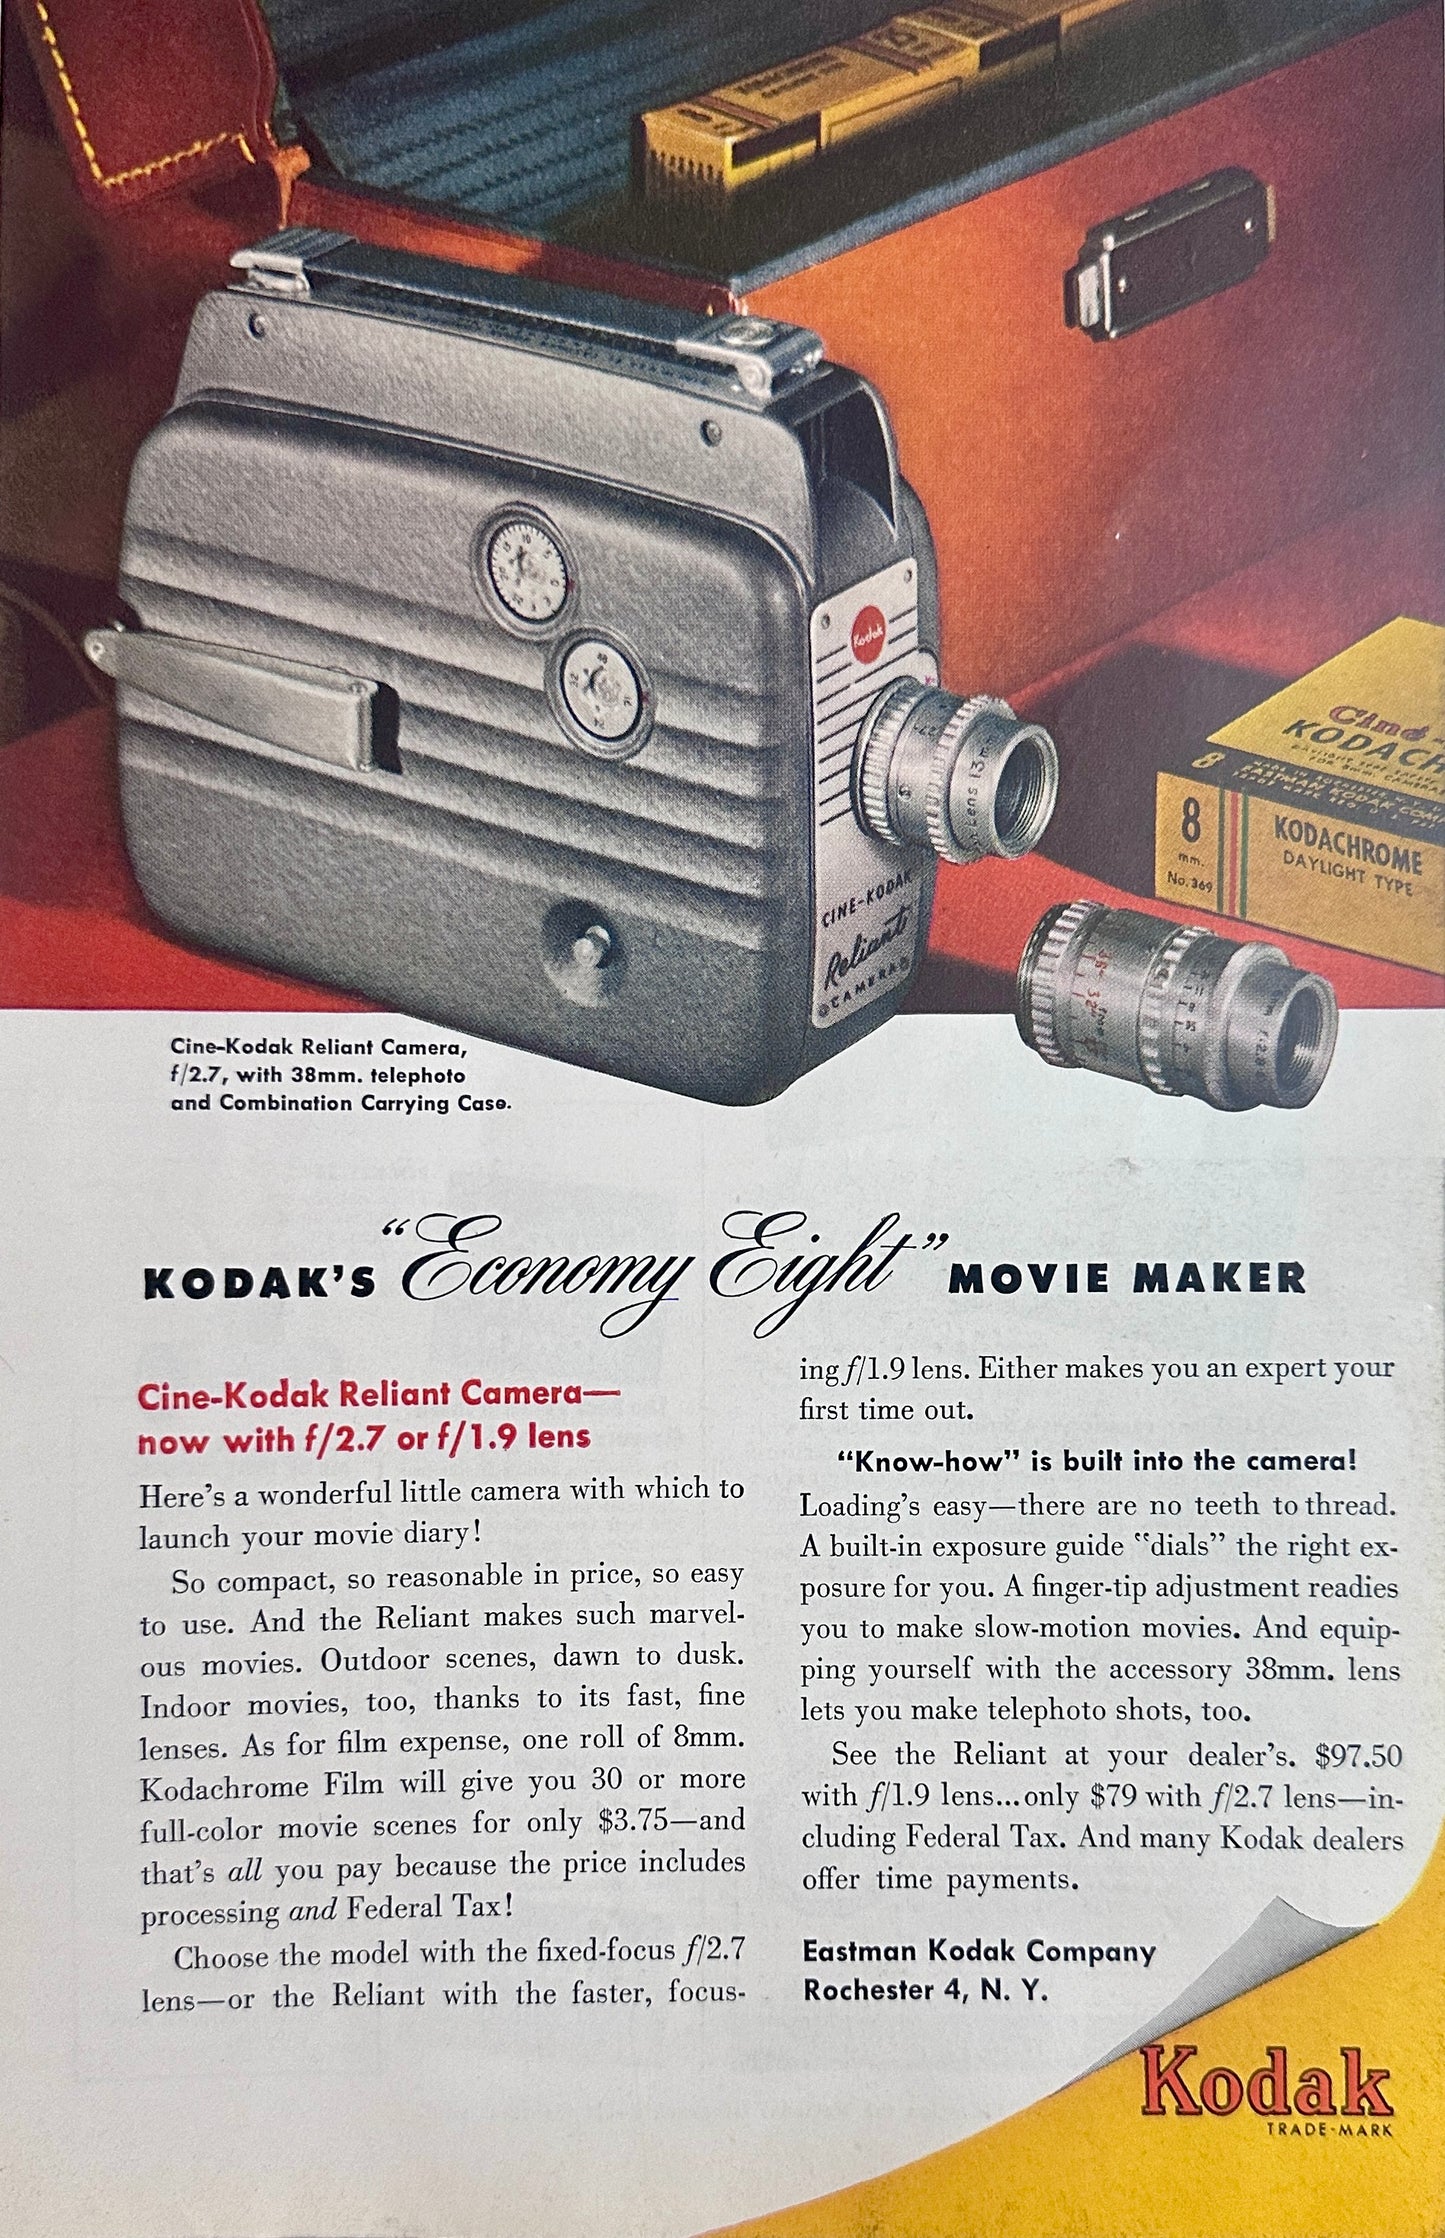 Kodak
Lens 13m
CINE-KODAK
Reliant
CAMERA
Ciné
KODACH
8
EASTMAN KODAK COM
8
mm.
No. 369
KODACHROME
DAYLIGHT TYPE
Cine-Kodak Reliant Camera,
f/2.7, with 38mm. telephoto
and Combination Carrying Case.
KODAK'S “Economy Eight” MOVIE MAKER
Cine-Kodak Reliant Camera—
now with f/2.7 or f/1.9 lens
Here's a wonderful little camera with which to
launch your movie diary!
So compact, so reasonable in price, so easy
to use. And the Reliant makes such marvel-
ous movies. Outdoor scenes, dawn to dusk.
Indoor movies, too, thanks to its fast, fine
lenses. As for film expense, one roll of 8mm.
Kodachrome Film will give you 30 or more
full-color movie scenes for only $3.75—and
that's all you pay because the price includes
processing and Federal Tax!
Choose the model with the fixed-focus f/2.7
lens—or the Reliant with the faster, focus-
ing f/1.9 lens. Either makes you an expert your
first time out.
“Know-how” is built into the camera!
Loading's easy—there are no teeth to thread.
A built-in exposure guide “dials” the right ex-
posure for you. A finger-tip adjustment readies
you to make slow-motion movies. And equip-
ping yourself with the accessory 38mm. lens
lets you make telephoto shots, too.
See the Reliant at your dealer's. $97.50
with f/1.9 lens...only $79 with f/2.7 lens—in-
cluding Federal Tax. And many Kodak dealers
offer time payments.
Eastman Kodak Company
Rochester 4, N. Y.
Kodak
TRADE-MARK